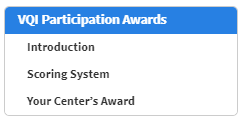 VQI Participation Awards
Introduction
Scoring System
Your Center's Award